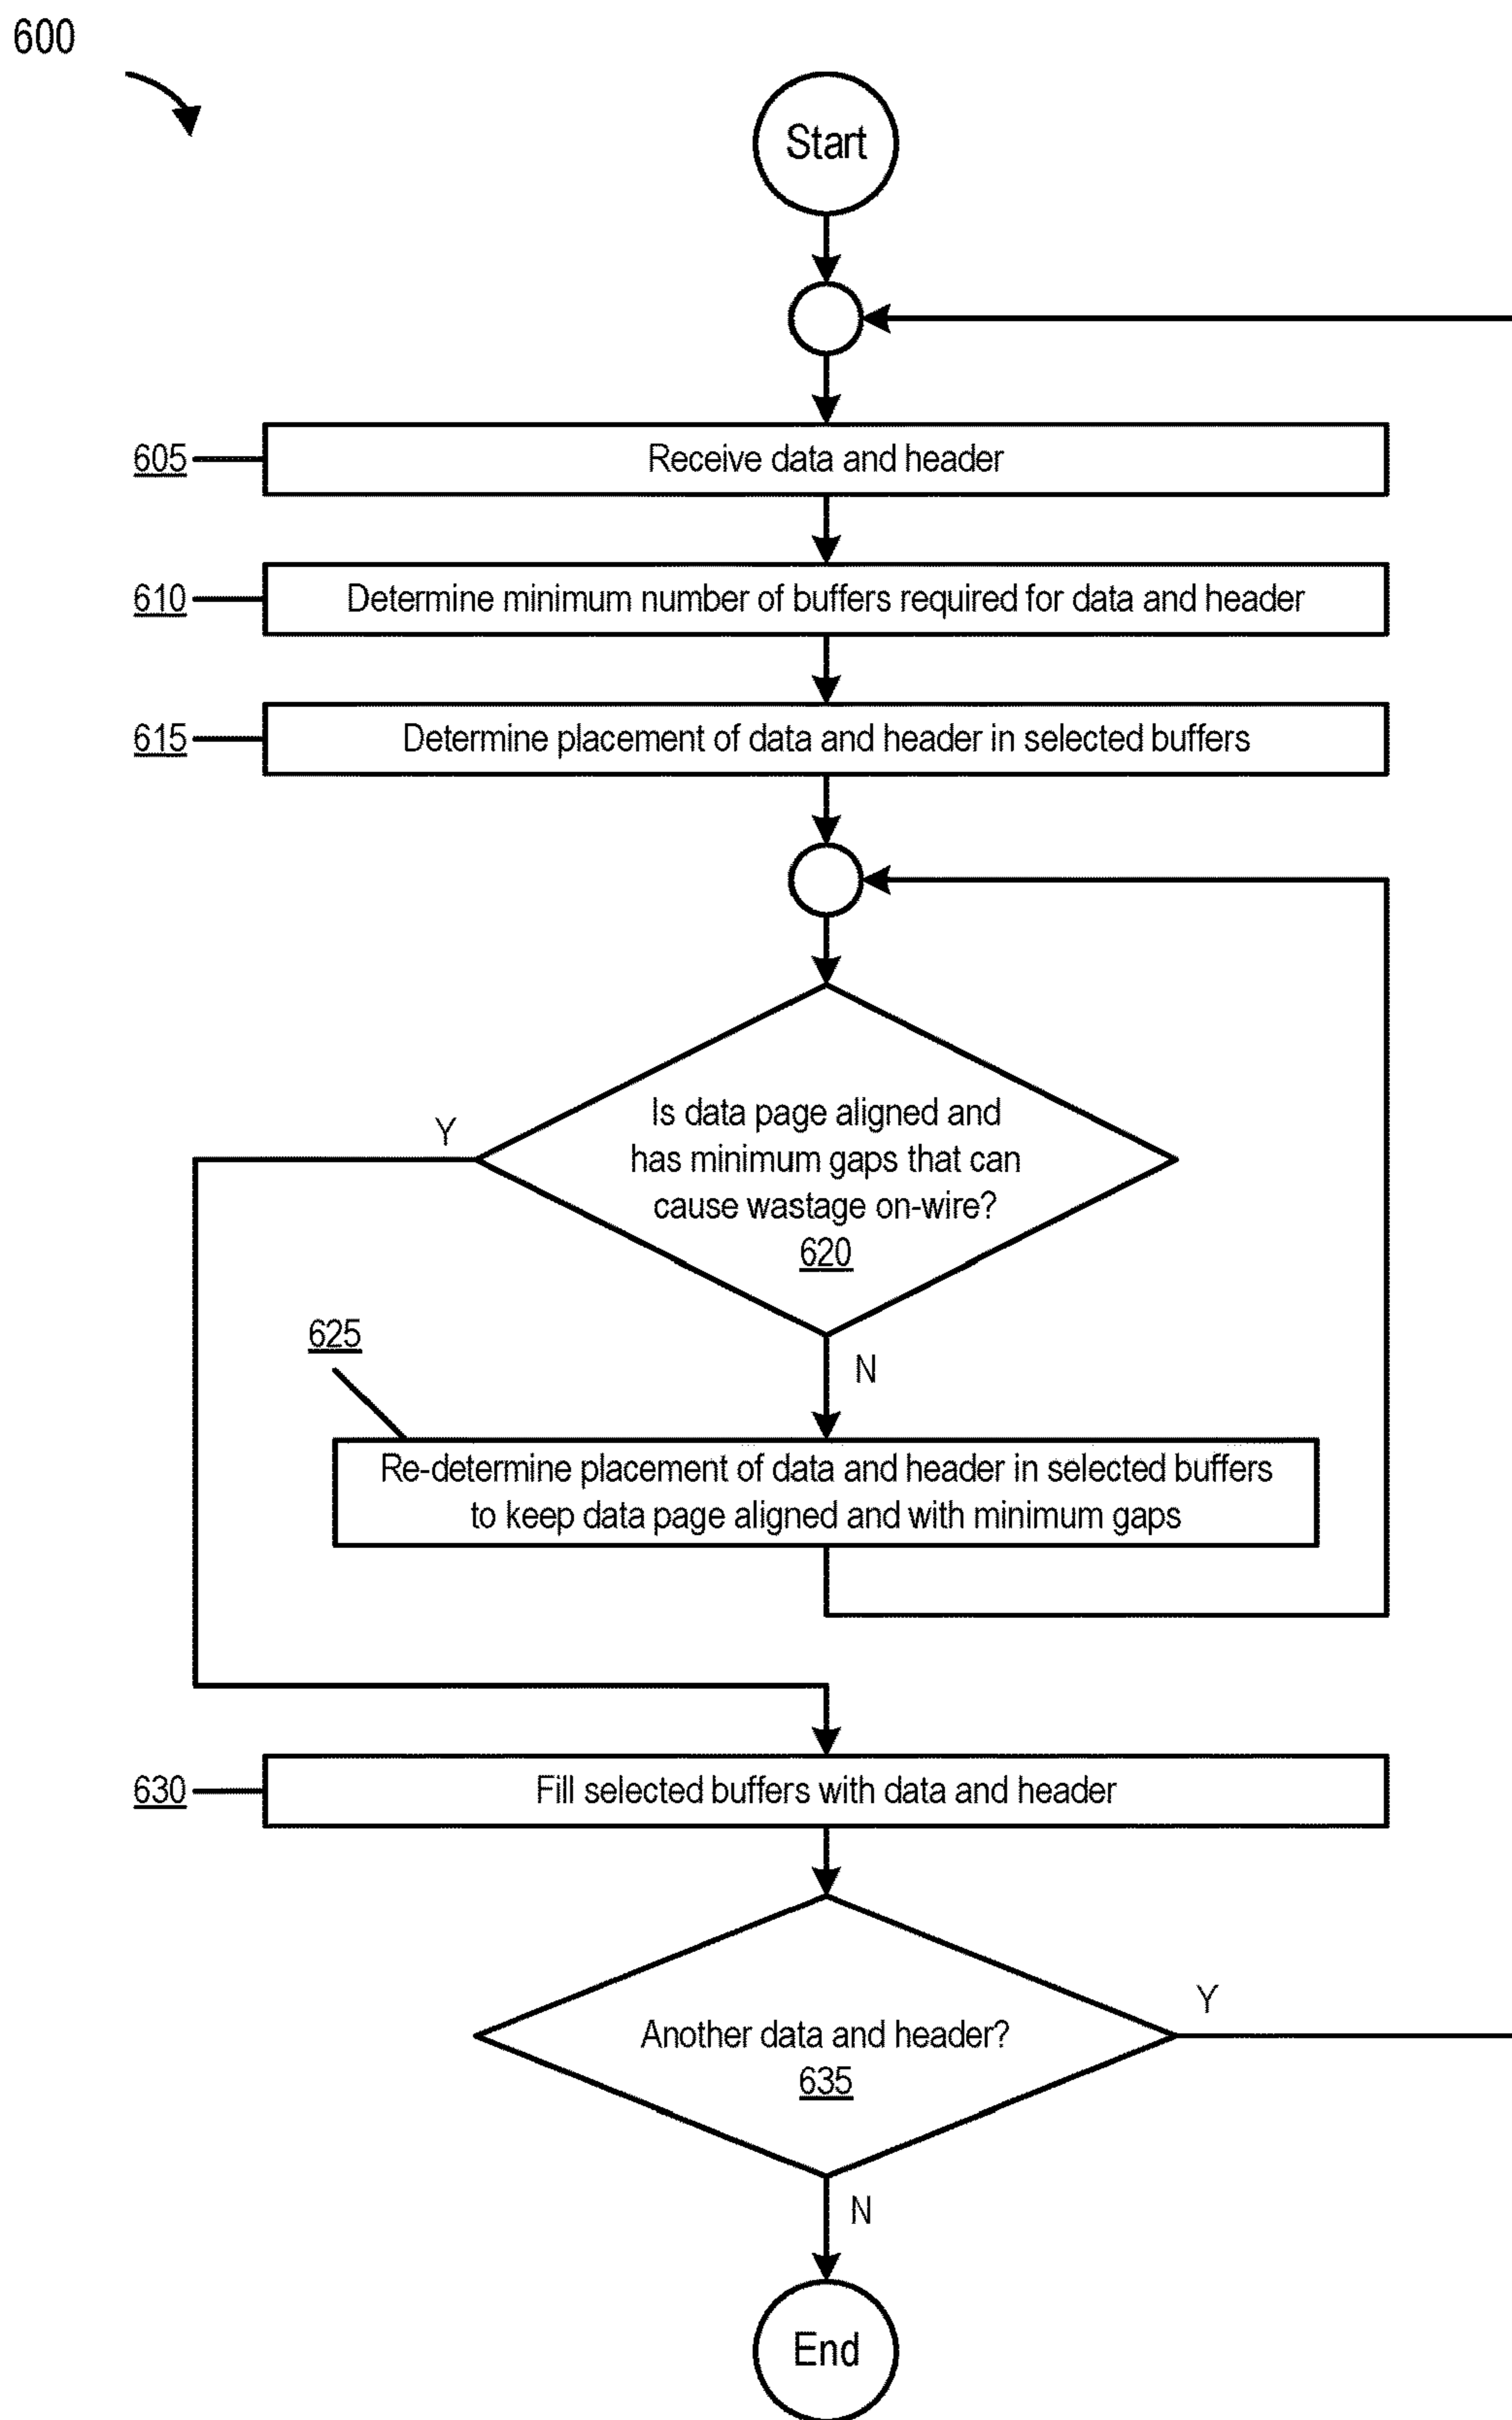 600
Start
605
Receive data and header
610
Determine minimum number of buffers required for data and header
615
Determine placement of data and header in selected buffers
Y
Is data page aligned and
has minimum gaps that can
cause wastage on-wire?
620
625
N
Re-determine placement of data and header in selected buffers
to keep data page aligned and with minimum gaps
630
Fill selected buffers with data and header
Y
Another data and header?
635
N
End